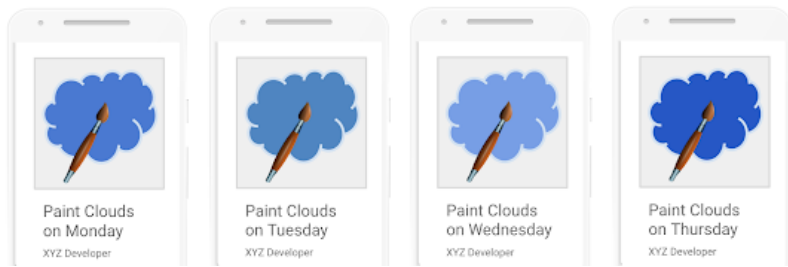 Paint Clouds
on Monday
XYZ Developer
Paint Clouds
on Tuesday
XYZ Developer
Paint Clouds
on Wednesday
XYZ Developer
Paint Clouds
on Thursday
XYZ Developer